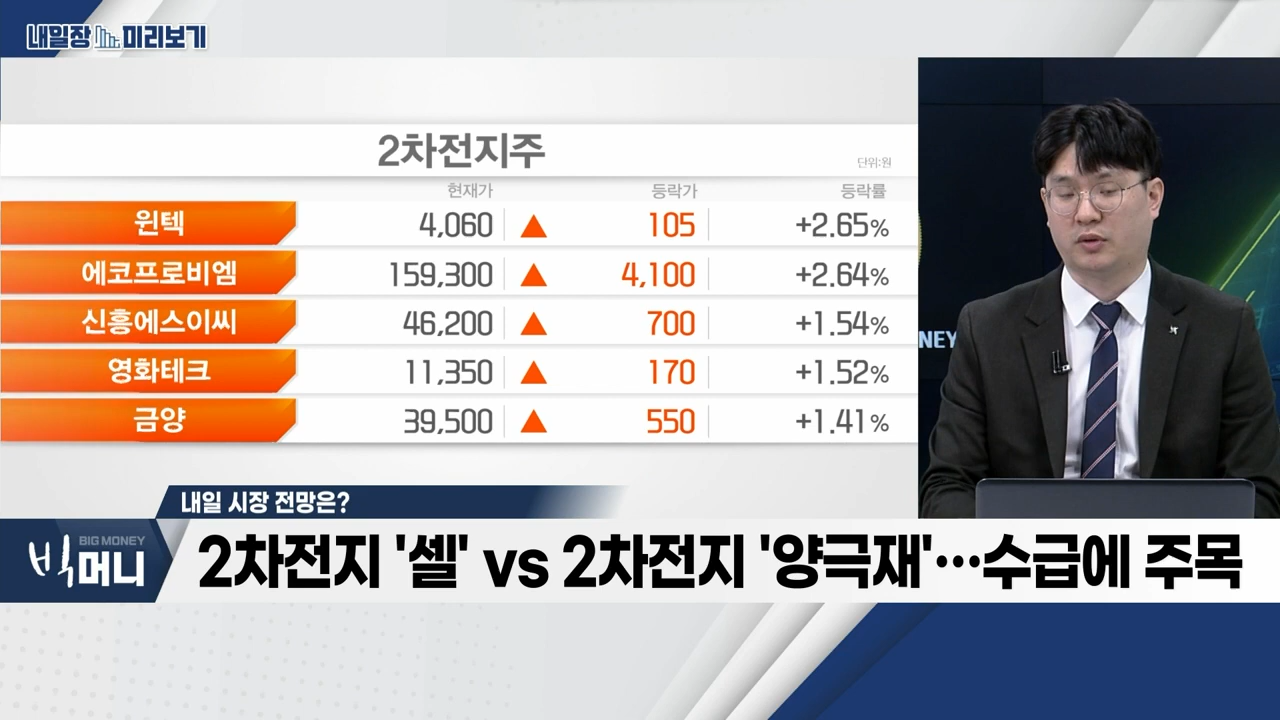 내일장 미리보기
2차전지주
단위:원
현재가 등락가 등락률
윈텍 4,060 ▲ 105 +2.65%
에코프로비엠 159,300 ▲ 4,100 +2.64%
신흥에스이씨 46,200 ▲ 700 +1.54%
영화테크 11,350 ▲ 170 +1.52%
금양 39,500 ▲ 550 +1.41%
NEY
내일 시장 전망은?
BIG MONEY
빅머니
2차전지 '셀' vs 2차전지 '양극재'…수급에 주목